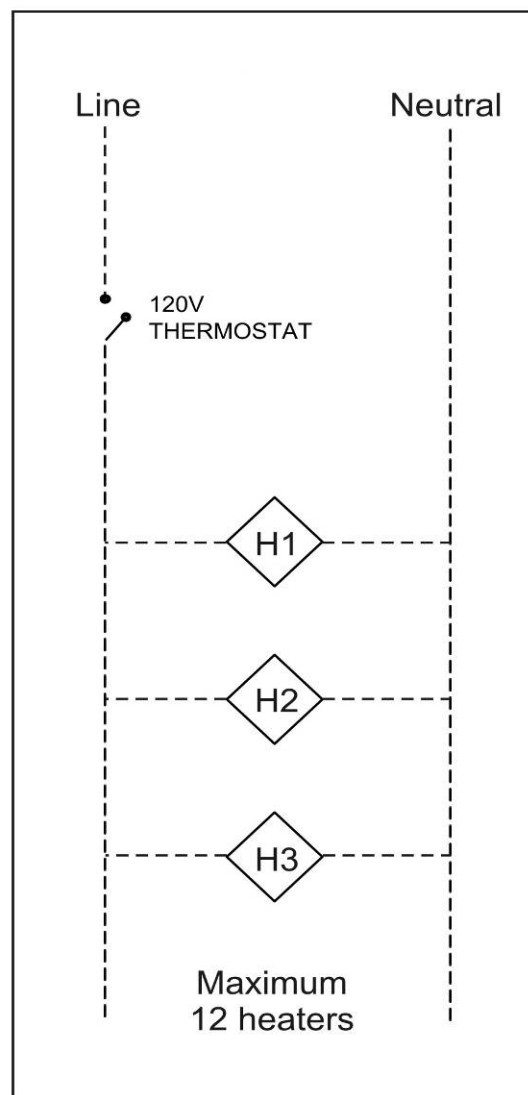 Line
Neutral
120V
THERMOSTAT
H1
H2
H3
Maximum
12 heaters